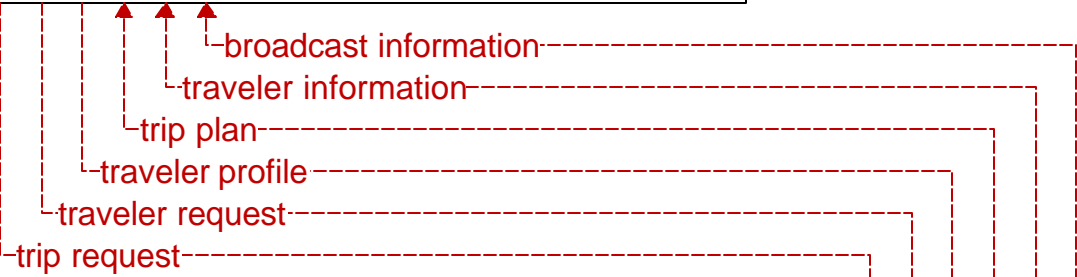 broadcast information
traveler information
trip plan
traveler profile
traveler request
trip request